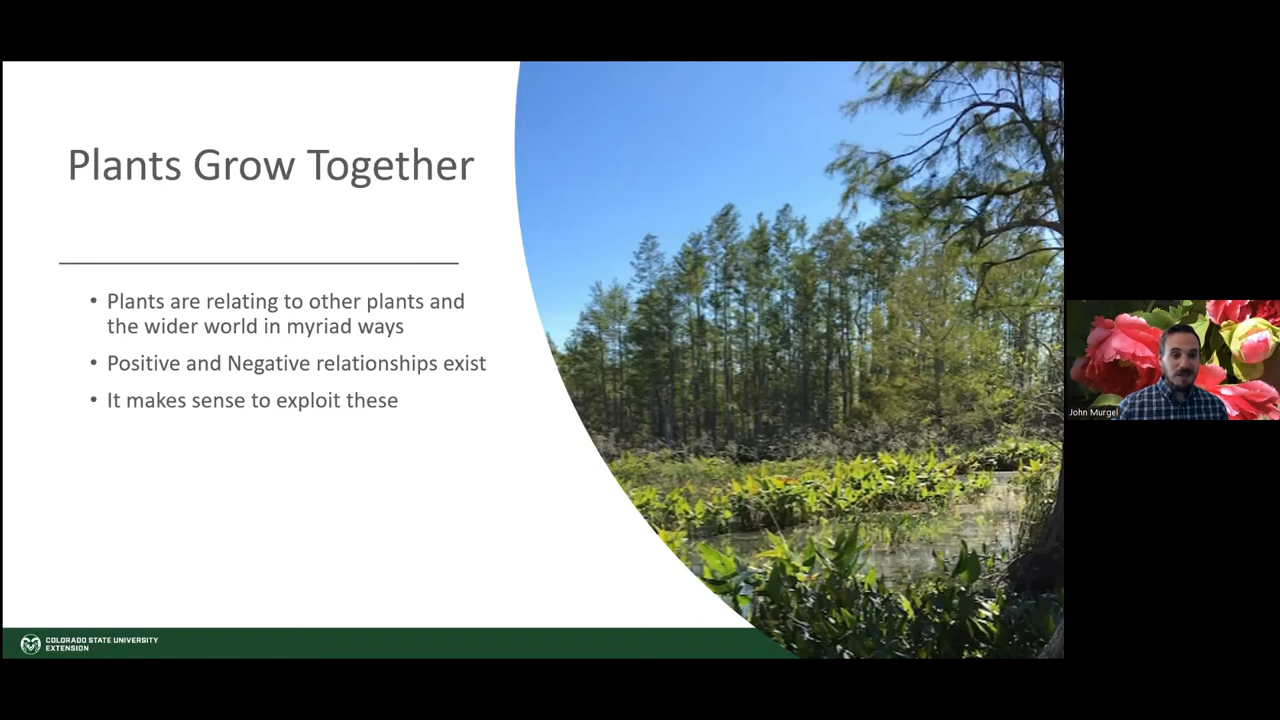 Plants Grow Together
• Plants are relating to other plants and
the wider world in myriad ways
• Positive and Negative relationships exist
• It makes sense to exploit these
COLORADO STATE UNIVERSITY
EXTENSION
John Murgel